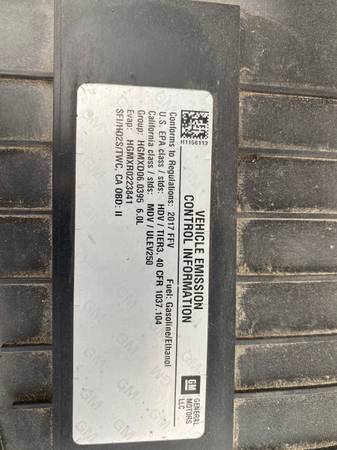 H1156113
VEHICLE EMISSION
CONTROL INFORMATION
GM
GENERAL
MOTORS
LLC
Conforms to Regulations: 2017 FFV Fuel: Gasoline/Ethanol
U.S. EPA class / stds: HDV / TIER3, 40 CFR 1037.104
California class / stds: MDV / ULEV250
Group: HGMXD06.0395 6.0L
Evap: HGMXR0223841
SFI/HO2S/TWC, CA OBD: II